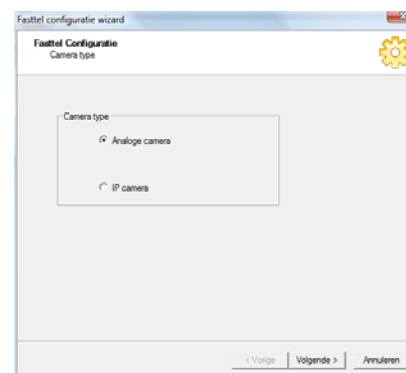 Fasttel configuratie wizard
Fasttel Configuratie
Camera type
Camera type
Analoge camera
IP camera
< Vorige
Volgende >
Annuleren